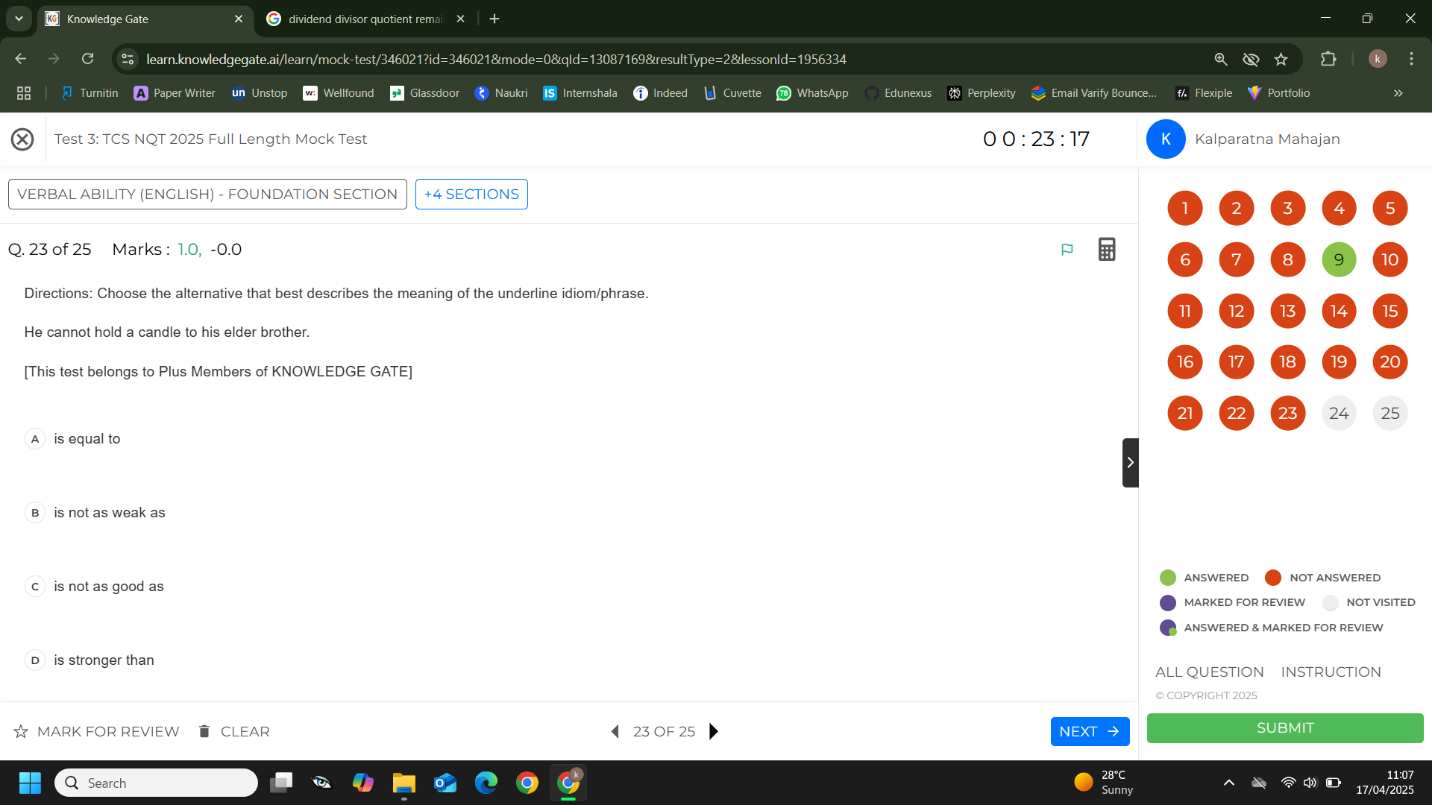 KG Knowledge Gate
dividend divisor quotient remai
learn.knowledgegate.ai/learn/mock-test/346021?id=346021&mode=0&qId=13087169&resultType=2&lessonId=1956334
k
Turnitin
A Paper Writer
un Unstop
w: Wellfound
Glassdoor
Naukri
IS Internshala
i Indeed
Cuvette
WhatsApp
Edunexus
Perplexity
Email Varify Bounce...
Flexiple
Portfolio
»
Test 3: TCS NQT 2025 Full Length Mock Test
00:23:17
K Kalparatna Mahajan
VERBAL ABILITY (ENGLISH) - FOUNDATION SECTION
+4 SECTIONS
Q. 23 of 25 Marks : 1.0, -0.0
Directions: Choose the alternative that best describes the meaning of the underline idiom/phrase.
He cannot hold a candle to his elder brother.
[This test belongs to Plus Members of KNOWLEDGE GATE]
A is equal to
B is not as weak as
C is not as good as
D is stronger than
MARK FOR REVIEW
CLEAR
23 OF 25
NEXT →
1 2 3 4 5
6 7 8 9 10
11 12 13 14 15
16 17 18 19 20
21 22 23 24 25
ANSWERED NOT ANSWERED
MARKED FOR REVIEW NOT VISITED
ANSWERED & MARKED FOR REVIEW
ALL QUESTION INSTRUCTION
© COPYRIGHT 2025
SUBMIT
Search
28°C
Sunny
11:07
17/04/2025